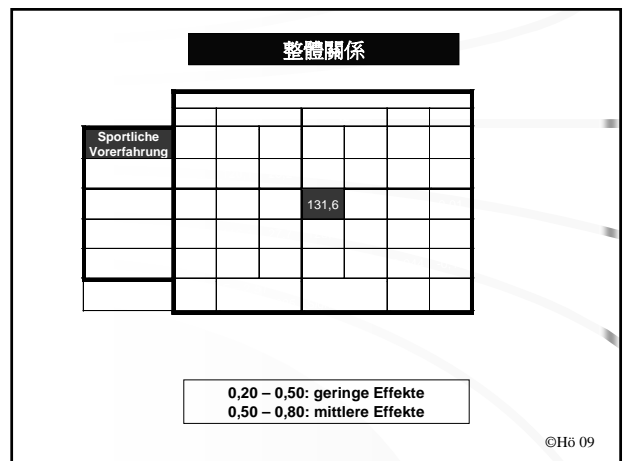 整體關係
Sportliche
Vorerfahrung
131,6
0,20 – 0,50: geringe Effekte
0,50 – 0,80: mittlere Effekte
©Hö 09